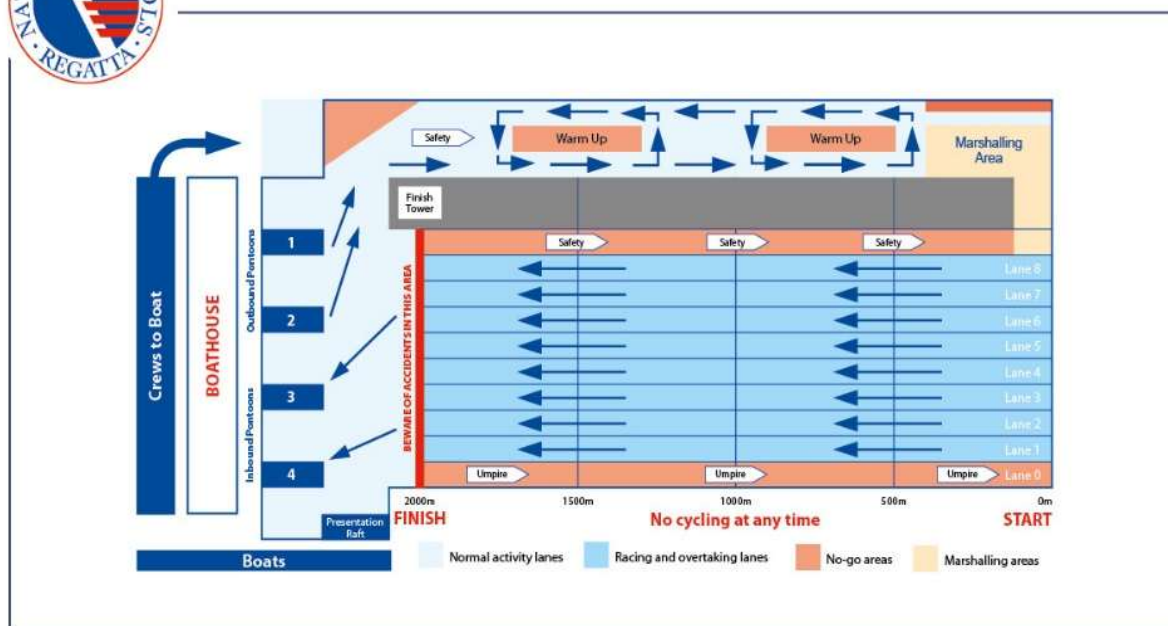 NA · REGATTA · OLS
Safety
Warm Up
Warm Up
Marshalling
Area
Finish
Tower
Safety
Safety
Safety
Crews to Boat
BOATHOUSE
Outbound Pontoons
Inbound Pontoons
1
2
3
4
BEWARE OF ACCIDENTS IN THIS AREA
Lane 8
Lane 7
Lane 6
Lane 5
Lane 4
Lane 3
Lane 2
Lane 1
Umpire
Umpire
Umpire
Lane 0
2000m
1500m
1000m
500m
0m
Presentation
Raft
FINISH
No cycling at any time
START
Boats
Normal activity lanes
Racing and overtaking lanes
No-go areas
Marshalling areas